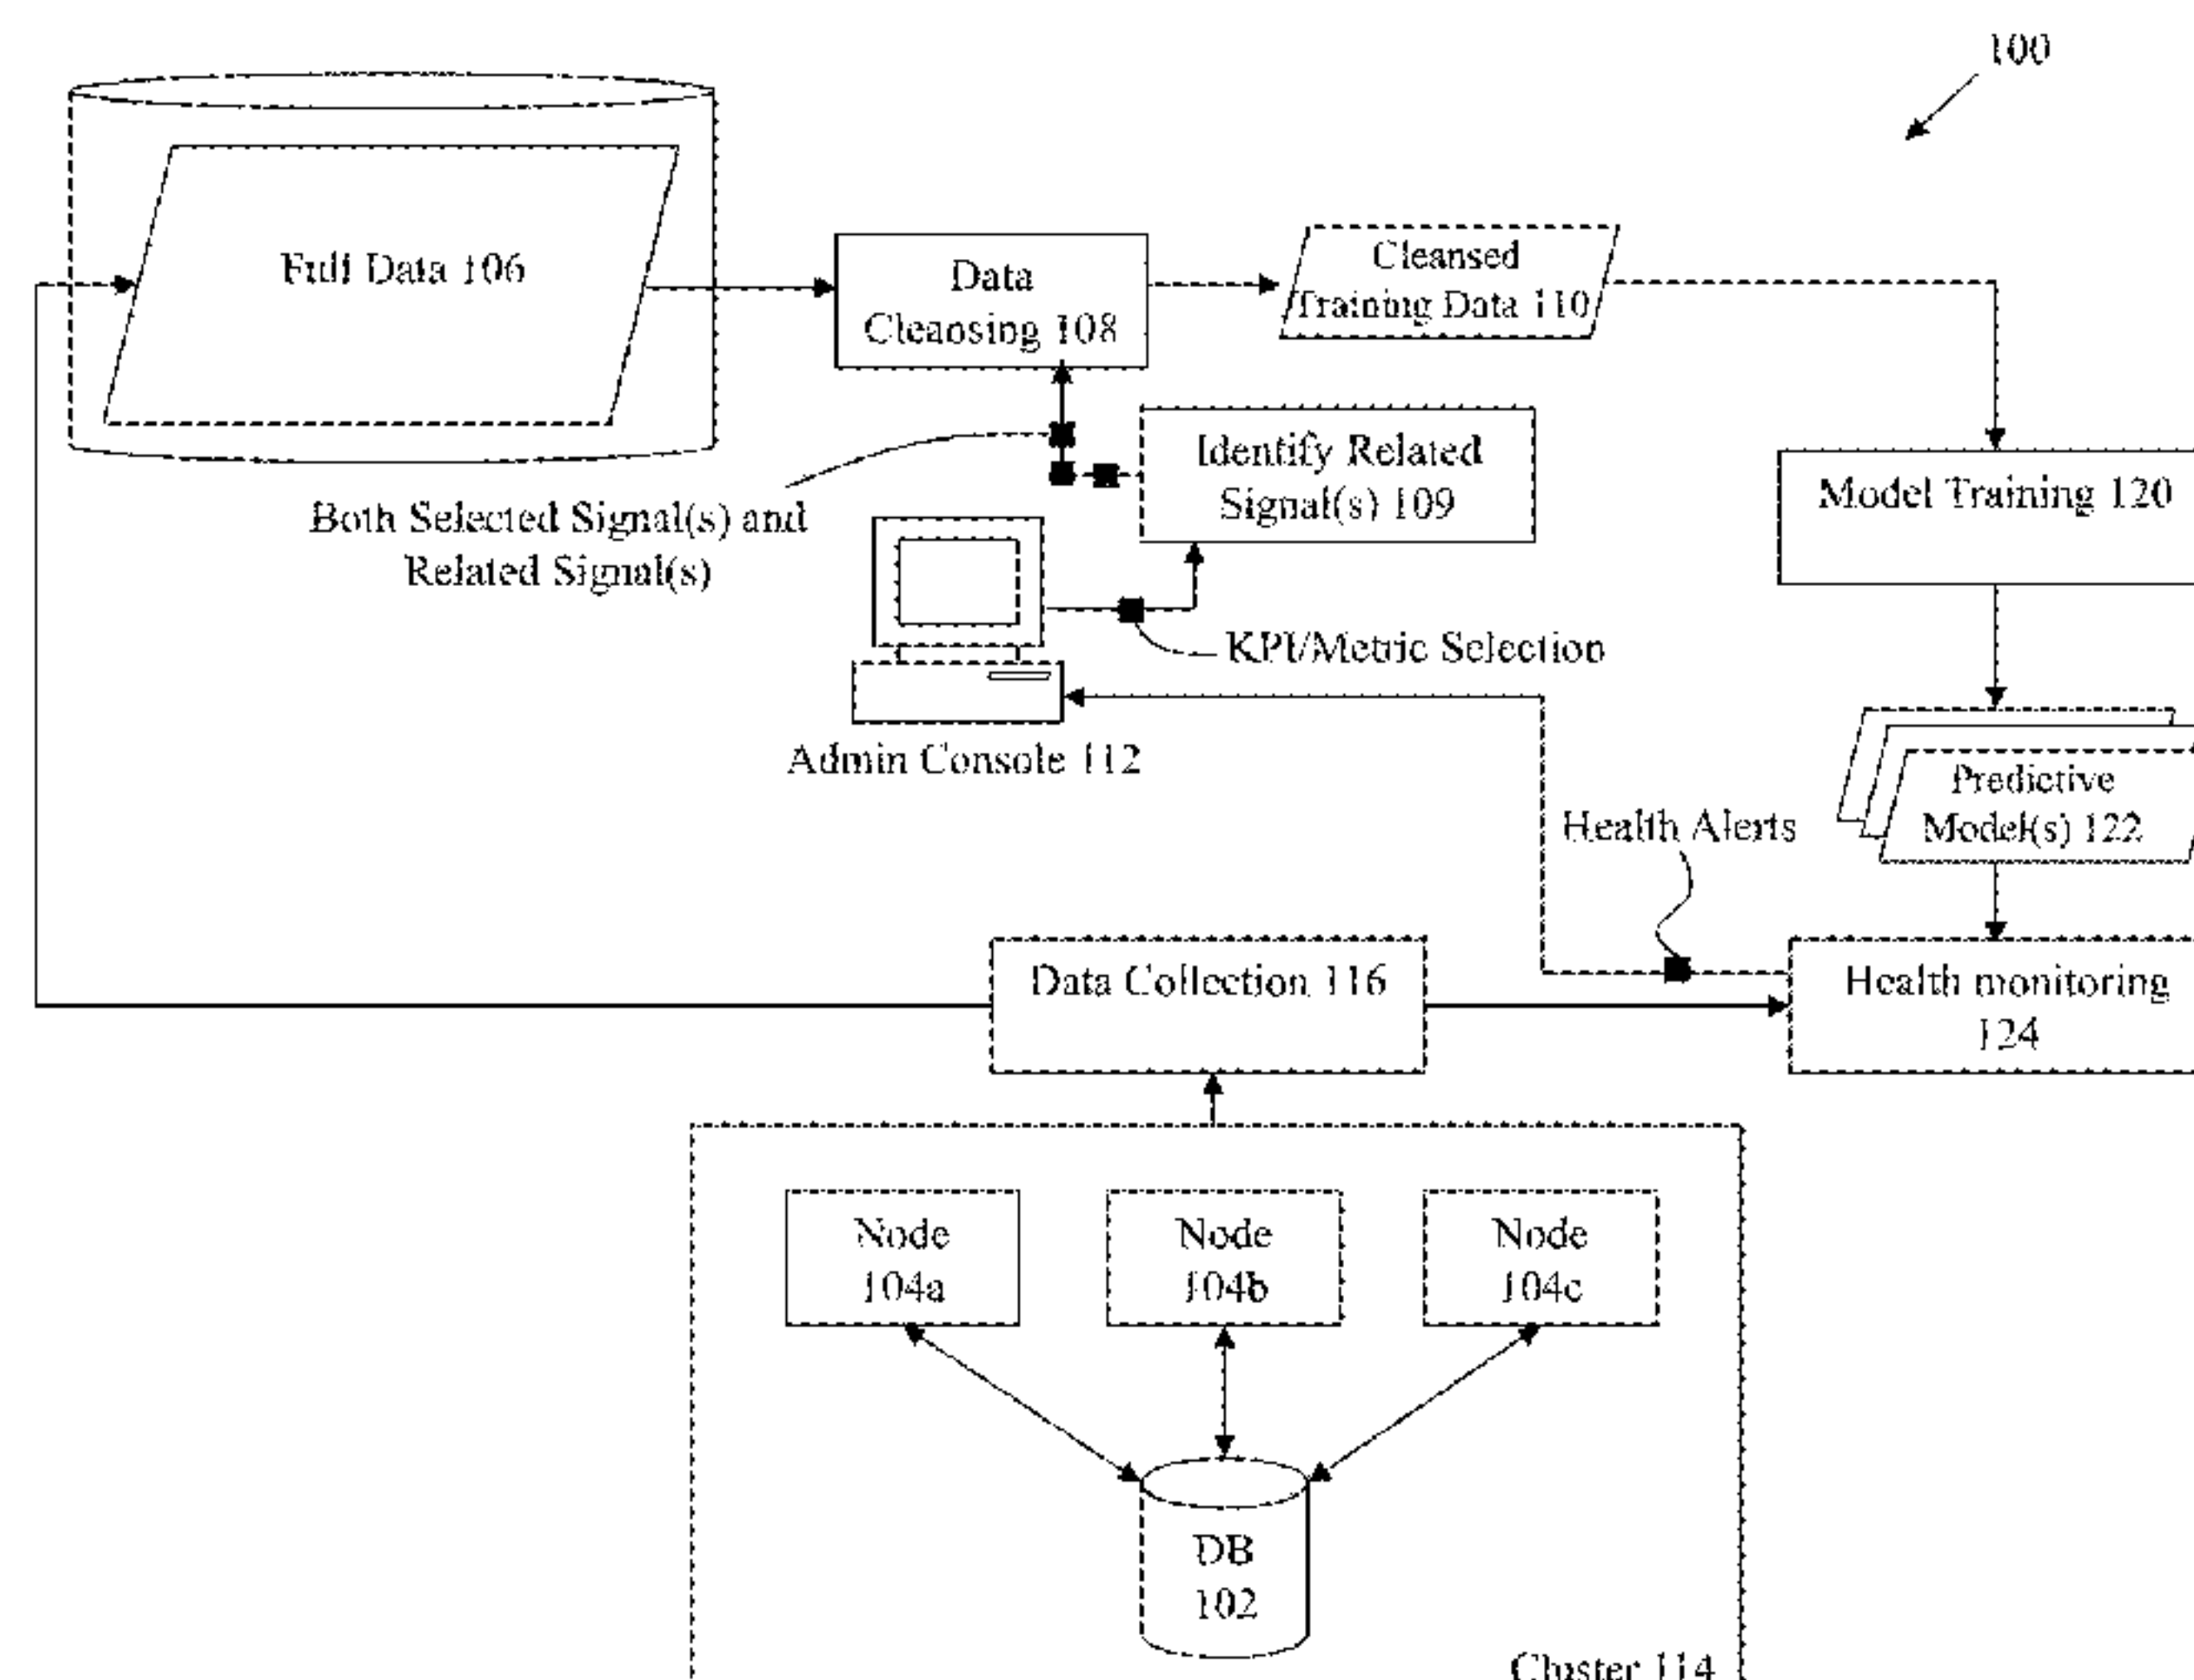 100
Full Data 106
Data
Cleansing 108
Cleansed
Training Data 110
Identify Related
Signal(s) 109
Model Training 120
Both Selected Signal(s) and
Related Signal(s)
KPI/Metric Selection
Admin Console 112
Predictive
Model(s) 122
Health Alerts
Data Collection 116
Health monitoring
124
Node
104a
Node
104b
Node
104c
DB
102
Cluster 114